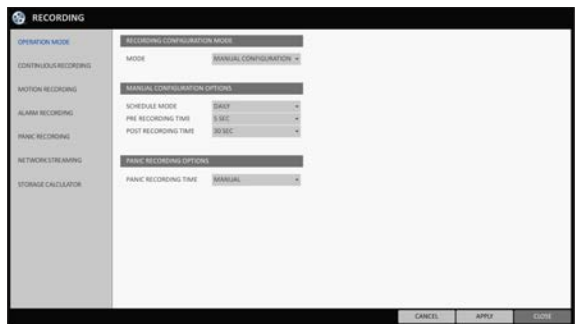 RECORDING
OPERATION MODE
CONTINUOUS RECORDING
MOTION RECORDING
ALARM RECORDING
PANIC RECORDING
NETWORK STREAMING
STORAGE CALCULATOR
RECORDING CONFIGURATION MODE
MODE MANUAL CONFIGURATION
MANUAL CONFIGURATION OPTIONS
SCHEDULE MODE DAILY
PRE RECORDING TIME 5 SEC
POST RECORDING TIME 30 SEC
PANIC RECORDING OPTIONS
PANIC RECORDING TIME MANUAL
CANCEL APPLY CLOSE